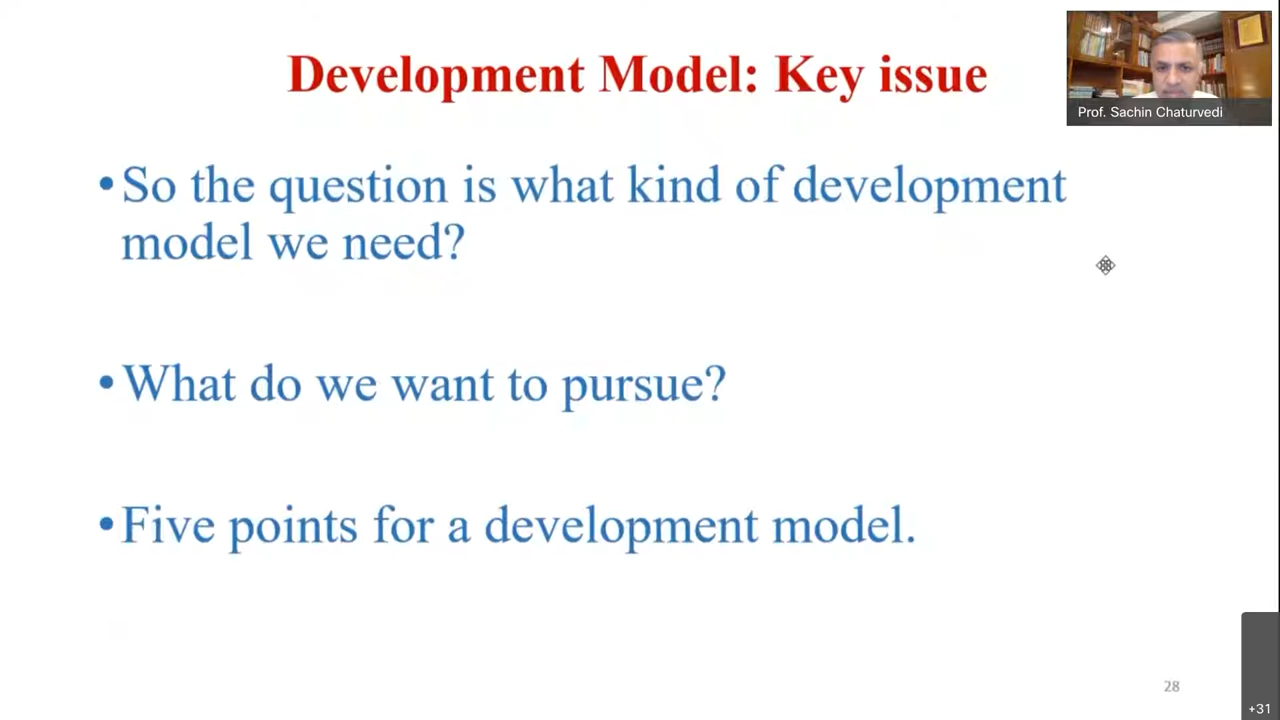 Development Model: Key issue
Prof. Sachin Chaturvedi
•So the question is what kind of development
model we need?
•What do we want to pursue?
•Five points for a development model.
28
+31